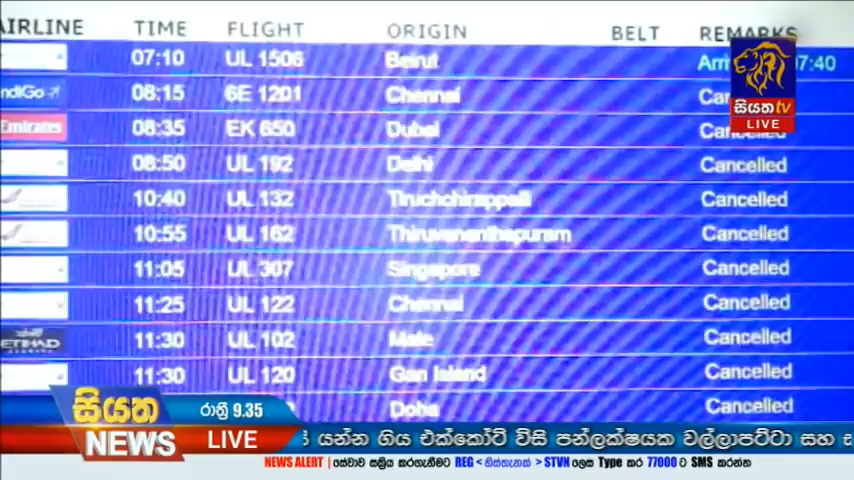 AIRLINE TIME FLIGHT ORIGIN BELT REMARKS
07:10 UL 1506 Beirut 07:40
IndiGo 08:15 6E 1201 Chennai
Emirates 08:35 EK 650 Dubai Cancelled
08:50 UL 192 Delhi Cancelled
10:40 UL 132 Tiruchchirappalli Cancelled
10:55 UL 162 Thiruvananthapuram Cancelled
11:05 UL 307 Singapore Cancelled
11:25 UL 122 Chennai Cancelled
ETIHAD 11:30 UL 102 Male Cancelled
11:30 UL 120 Gan Island Cancelled
Doha Cancelled
සියත tv
LIVE
සියත
NEWS
රාත්‍රී 9.35
LIVE
යන්න ගිය එක්කෝටි විසි පන්ලක්ෂයක වල්ලාපට්ටා සහ
NEWS ALERT | සේවාව සක්‍රිය කරගැනීමට REG < හිස්තැනක් > STVN ලෙස Type කර 77000 ට SMS කරන්න